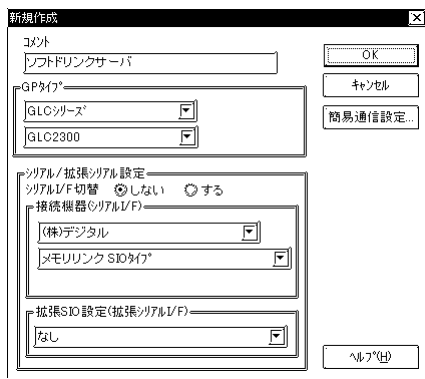 新規作成
コメント
ソフトドリンクサーバ
OK
キャンセル
簡易通信設定...
GPタイプ
GLCシリーズ
GLC2300
シリアル/拡張シリアル設定
シリアルI/F切替 しない する
接続機器(シリアルI/F)
(株)デジタル
メモリリンクSIOタイプ
拡張SIO設定(拡張シリアルI/F)
なし
ヘルプ(H)